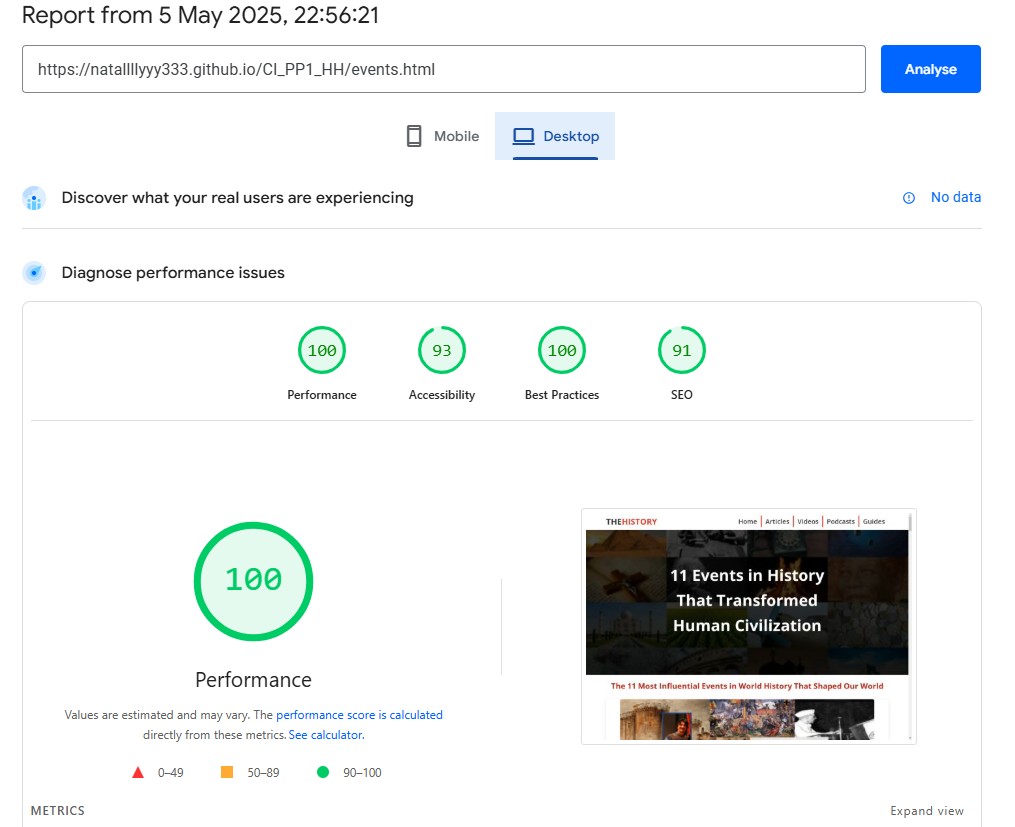 Report from 5 May 2025, 22:56:21
https://natallllyyy333.github.io/CI_PP1_HH/events.html
Analyse
Mobile
Desktop
Discover what your real users are experiencing
No data
Diagnose performance issues
100
93
100
91
Performance
Accessibility
Best Practices
SEO
100
Performance
Values are estimated and may vary. The performance score is calculated
directly from these metrics. See calculator.
0–49
50–89
90–100
THEHISTORY
Home
Articles
Videos
Podcasts
Guides
11 Events in History
That Transformed
Human Civilization
The 11 Most Influential Events in World History That Shaped Our World
METRICS
Expand view